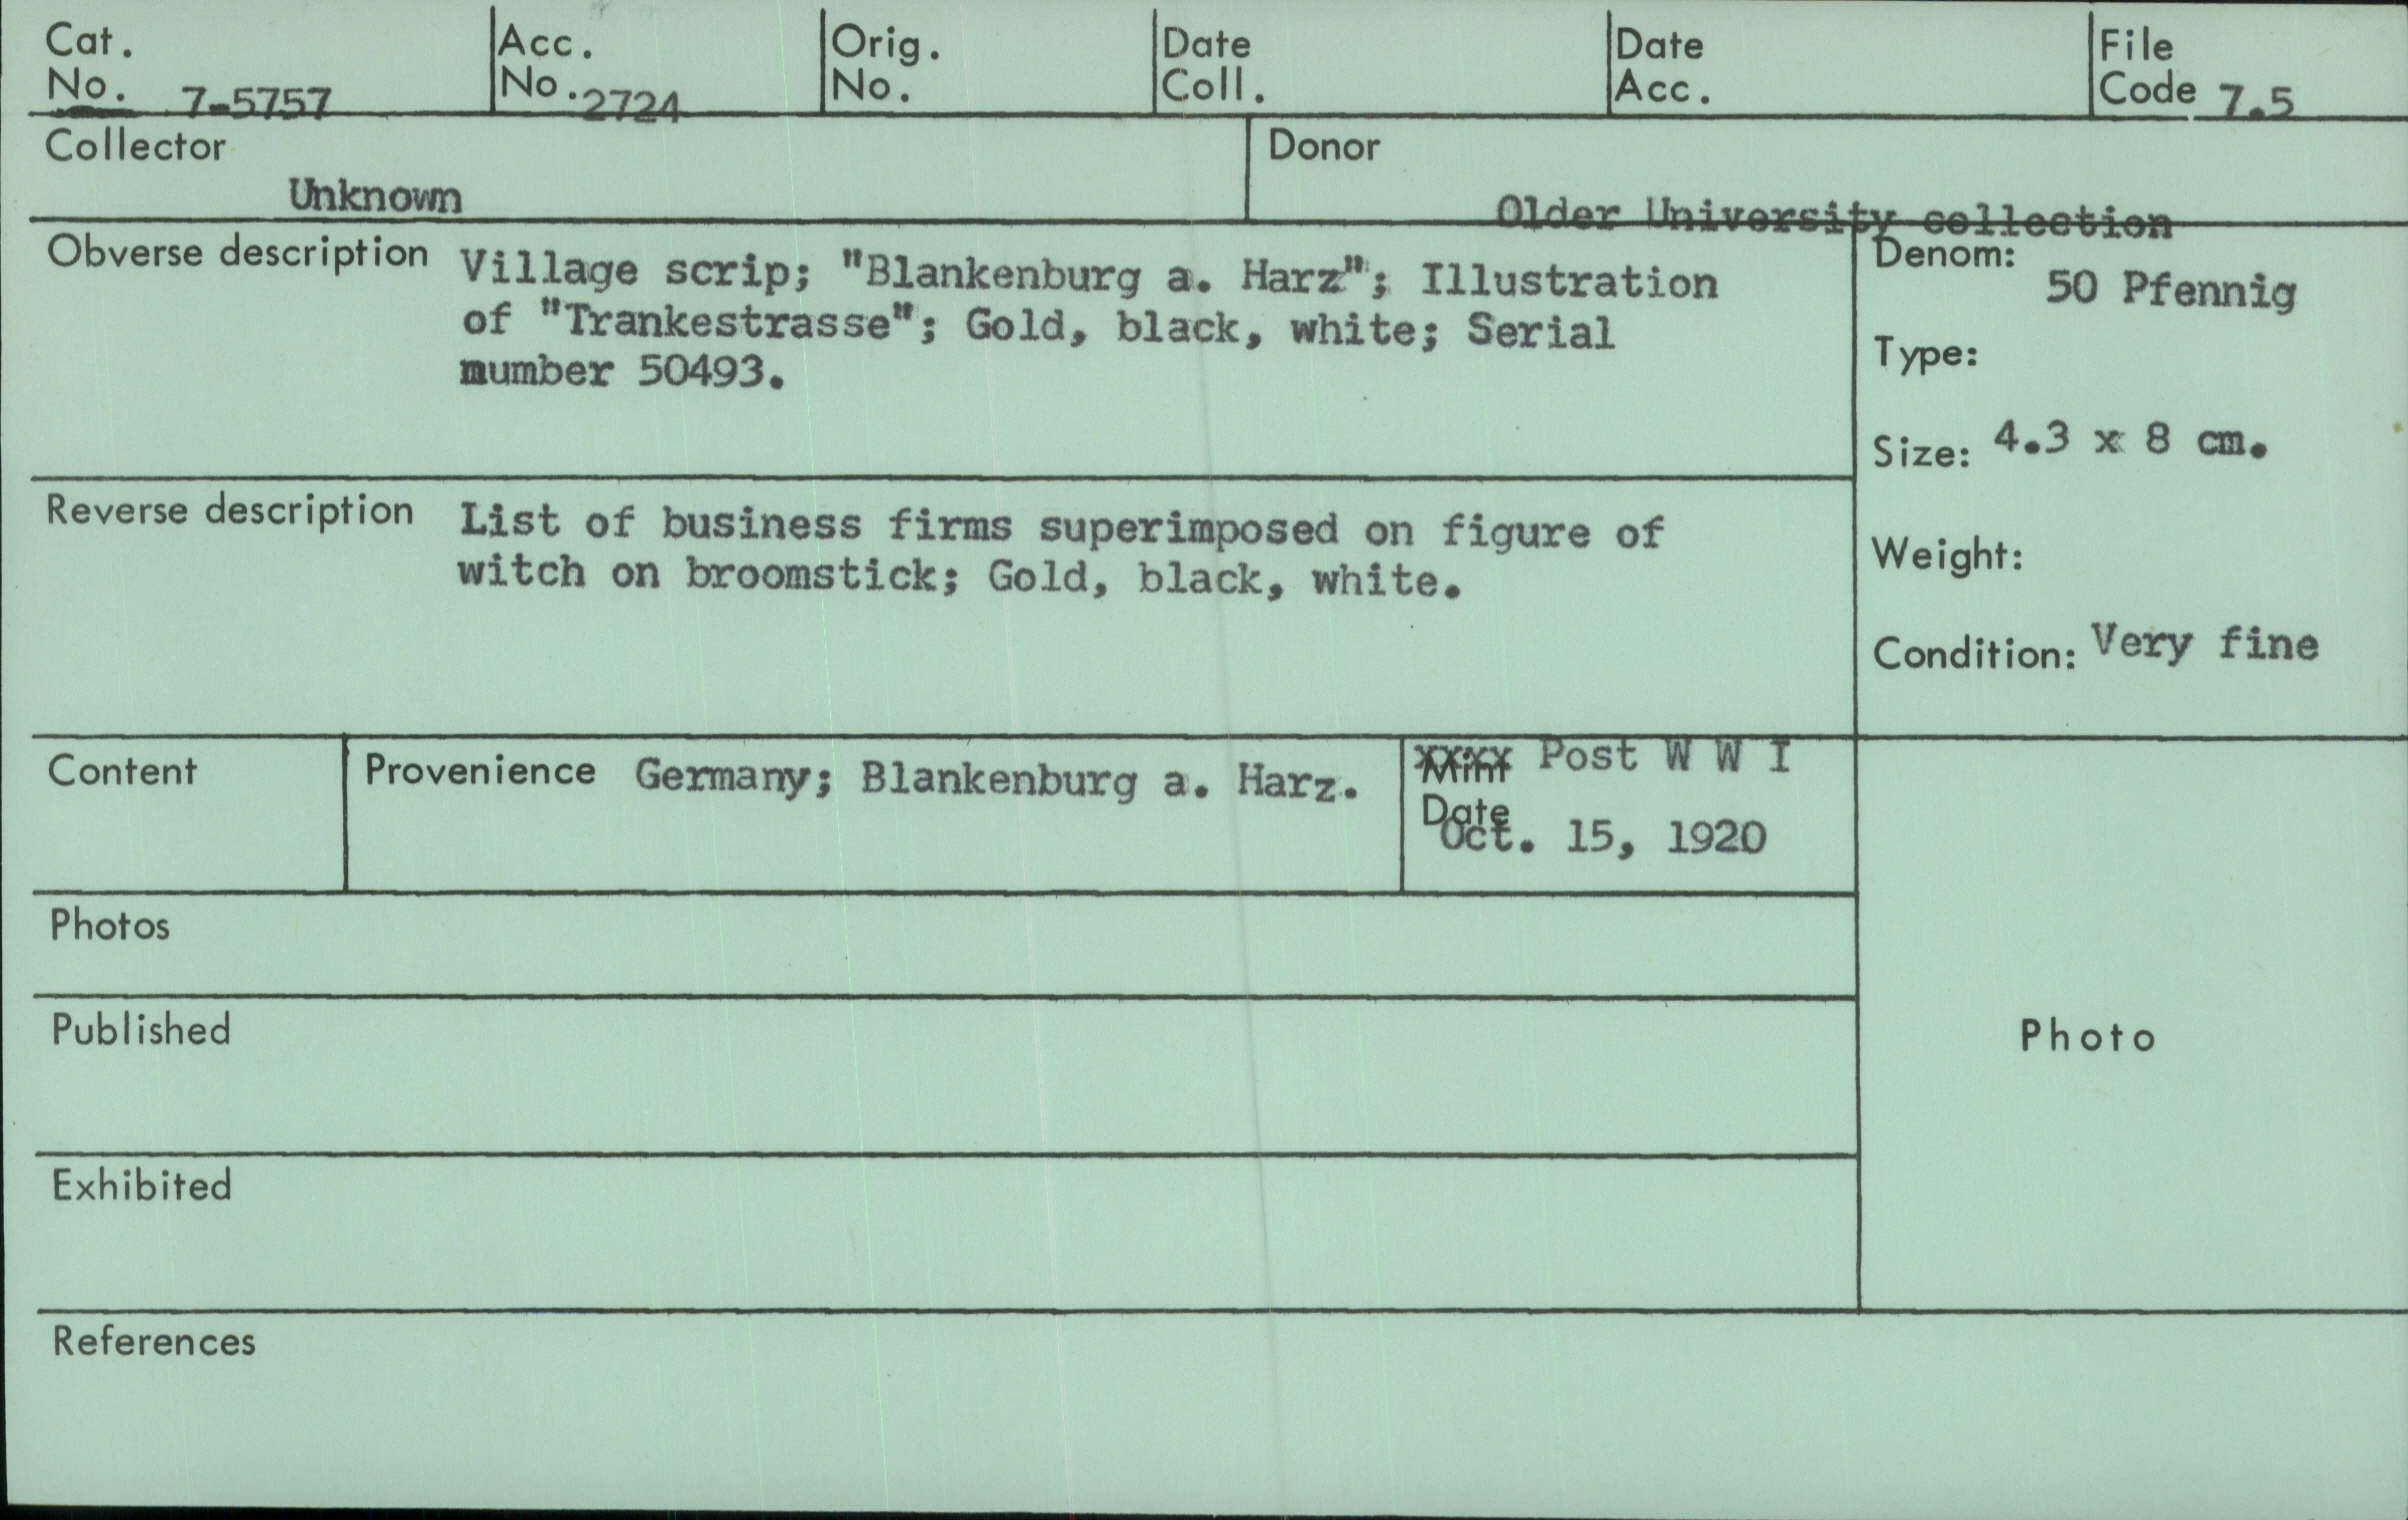 Cat. No. 7-5757
Acc. No. 2724
Orig. No.
Date Coll.
Date Acc.
File Code 7.5
Collector
Unknown
Donor
Older University collection
Obverse description Village scrip; "Blankenburg a. Harz"; Illustration
of "Trankestrasse"; Gold, black, white; Serial
number 50493.
Denom:
50 Pfennig
Type:
Size: 4.3 x 8 cm.
Weight:
Condition: Very fine
Reverse description List of business firms superimposed on figure of
witch on broomstick; Gold, black, white.
Content
Provenience Germany; Blankenburg a. Harz.
xxxx Post W W I
Mint
Date
Oct. 15, 1920
Photos
Published
Photo
Exhibited
References